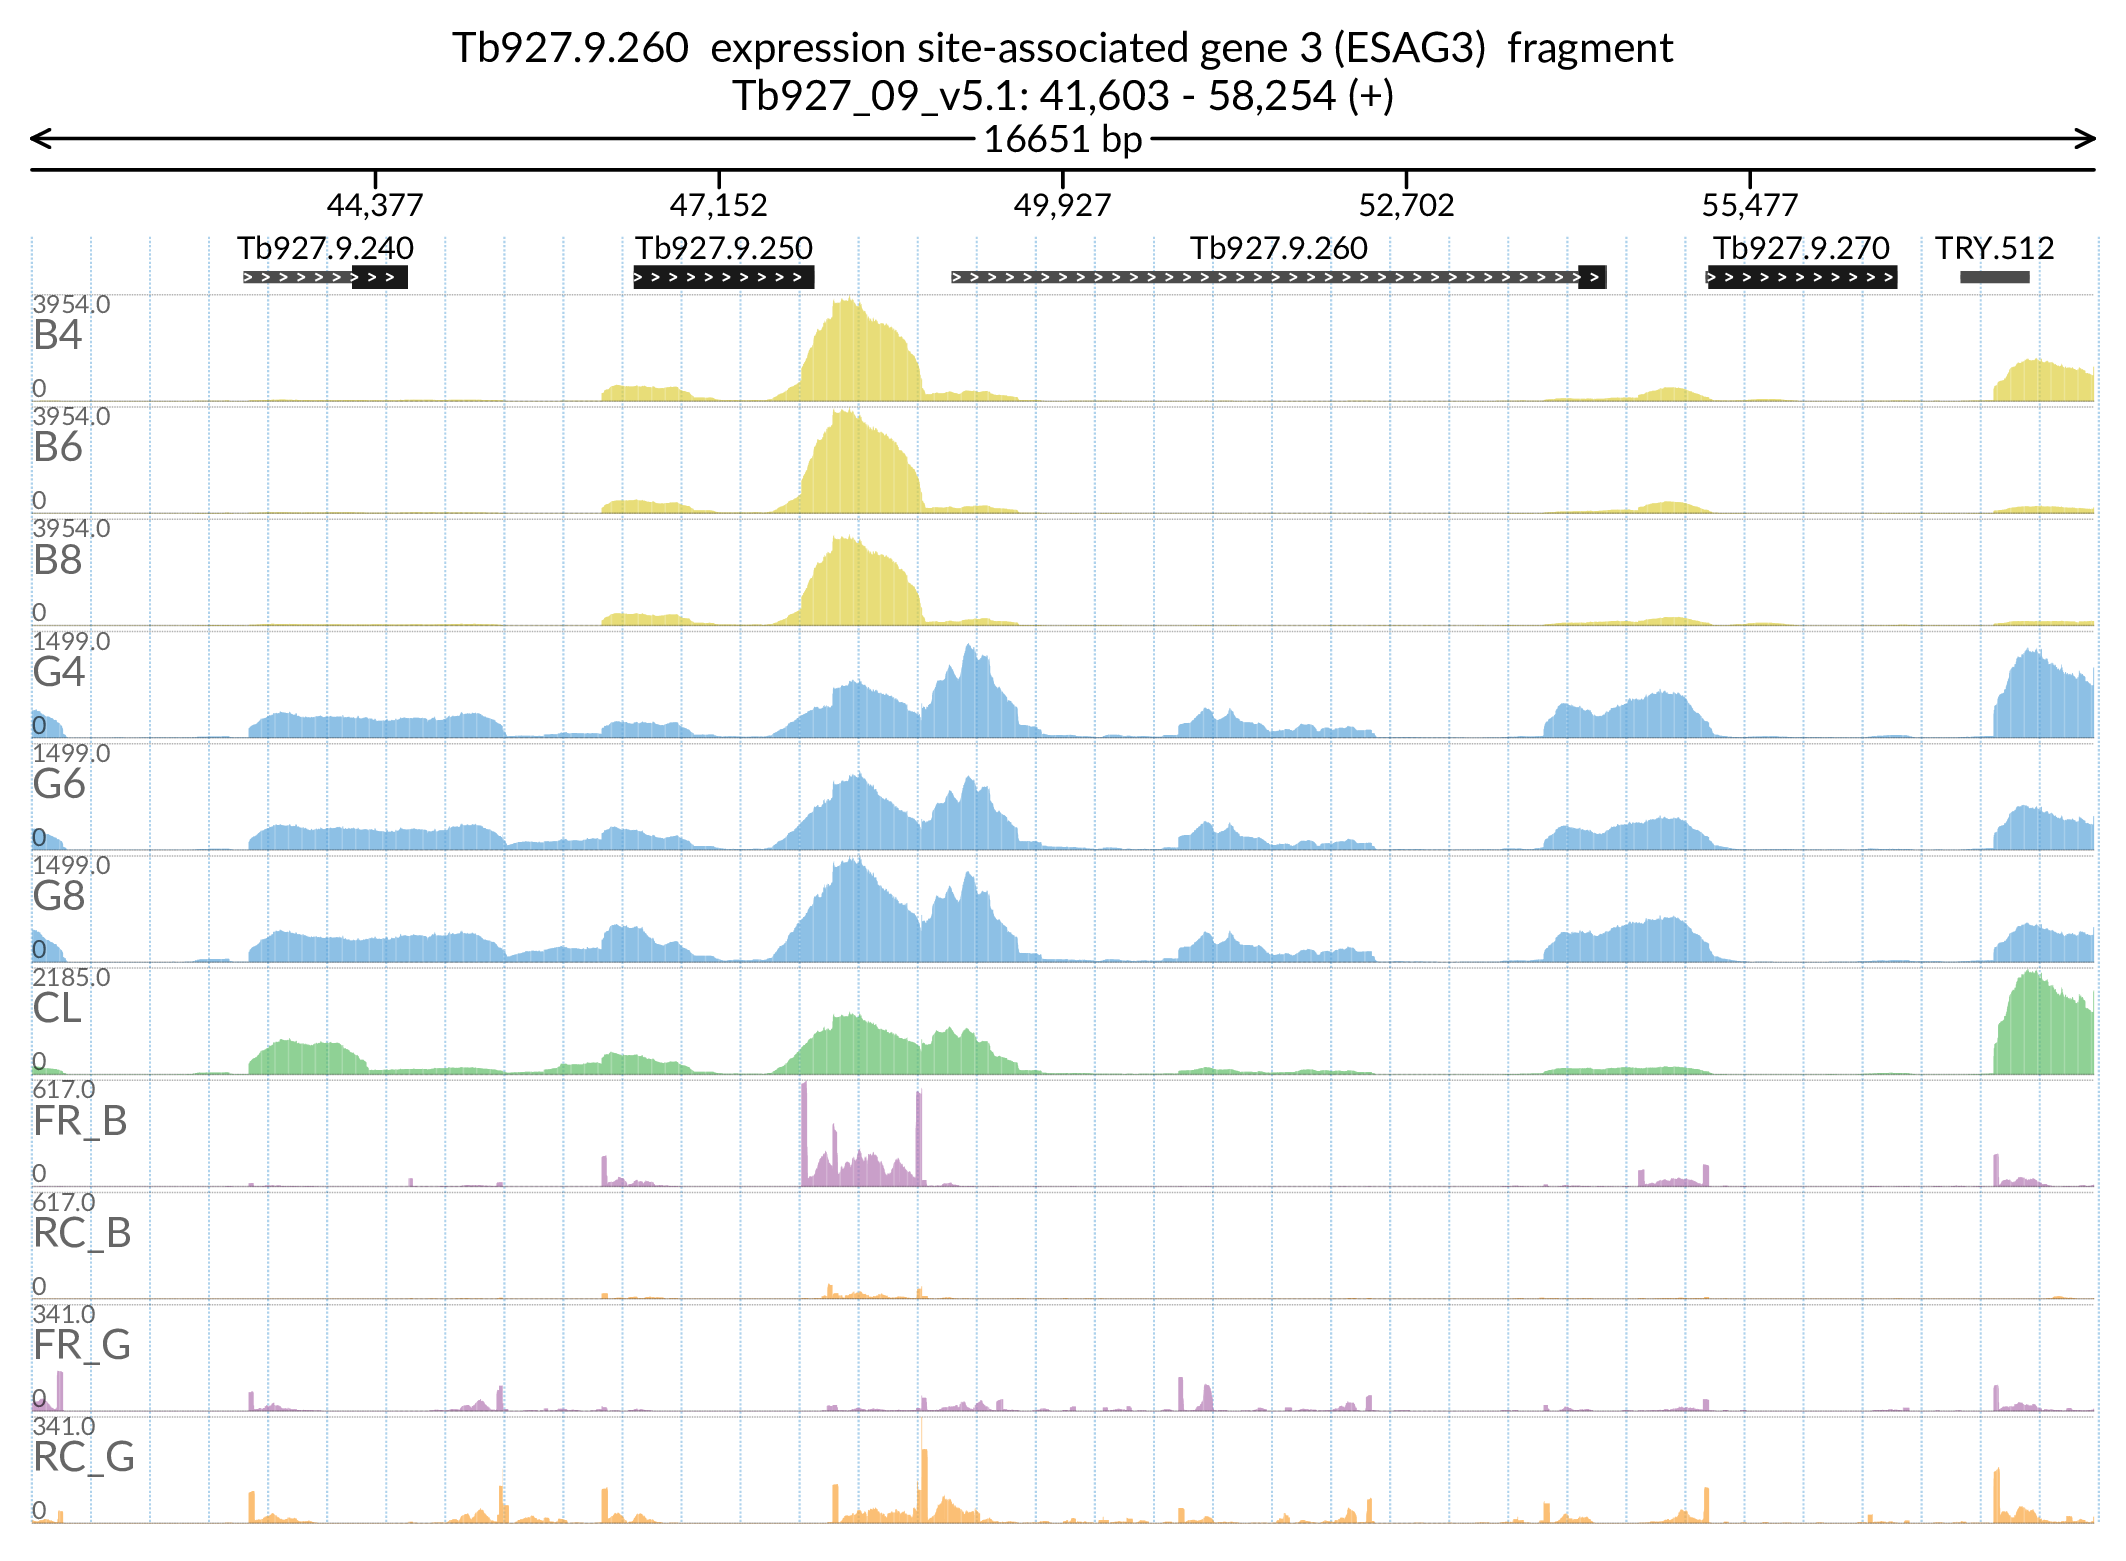 Tb927.9.260  expression site-associated gene 3 (ESAG3)  fragment
Tb927_09_v5.1: 41,603 - 58,254 (+)
16651 bp
44,377 47,152 49,927 52,702 55,477
Tb927.9.240 Tb927.9.250 Tb927.9.260 Tb927.9.270 TRY.512
3954.0
B4
0
3954.0
B6
0
3954.0
B8
0
1499.0
G4
0
1499.0
G6
0
1499.0
G8
0
2185.0
CL
0
617.0
FR_B
0
617.0
RC_B
0
341.0
FR_G
0
341.0
RC_G
0